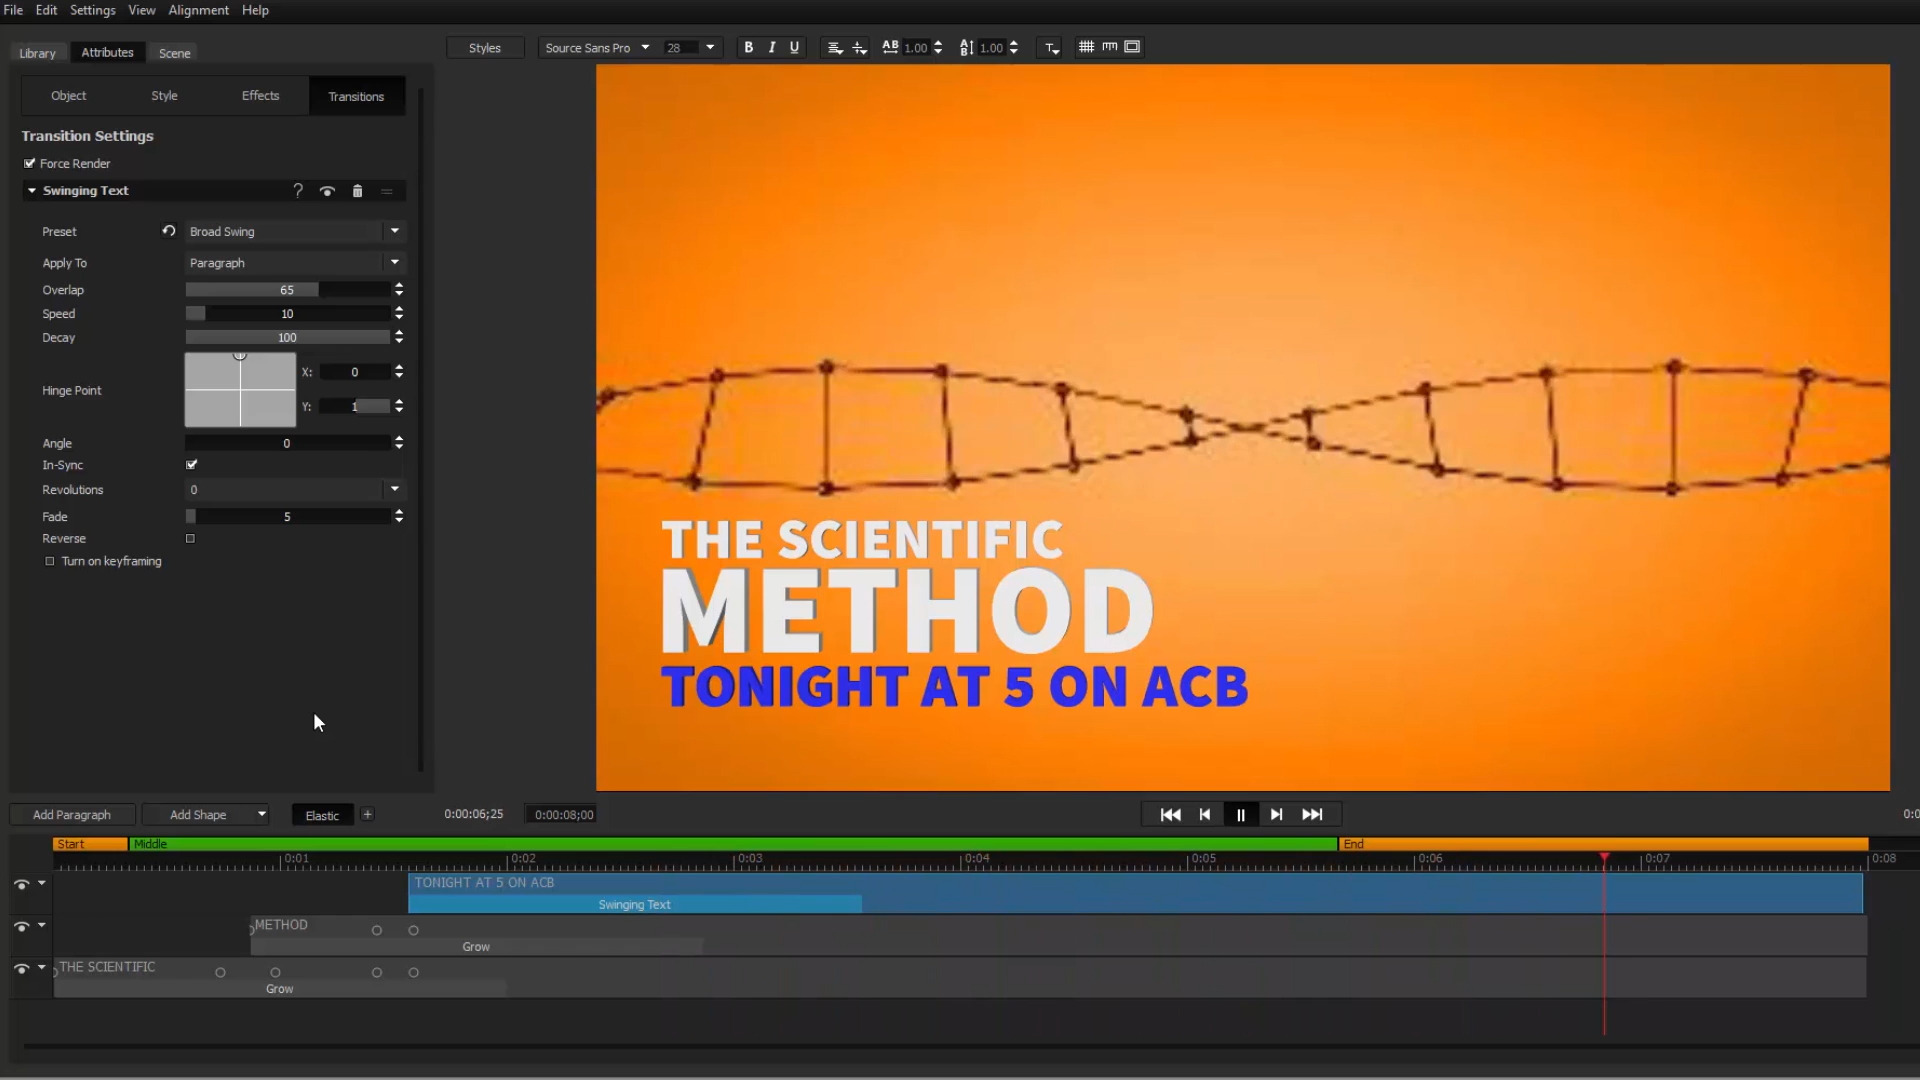 File Edit Settings View Alignment Help
Library Attributes Scene
Styles Source Sans Pro 28 B I U AB 1.00 AB 1.00 T
Object Style Effects Transitions
Transition Settings
Force Render
Swinging Text ?
Preset Broad Swing
Apply To Paragraph
Overlap 65
Speed 10
Decay 100
Hinge Point X: 0
Y: 1
Angle 0
In-Sync
Revolutions 0
Fade 5
Reverse
Turn on keyframing
THE SCIENTIFIC
METHOD
TONIGHT AT 5 ON ACB
Add Paragraph Add Shape Elastic + 0:00:06;25 0:00:08;00
Start Middle End
0:01 0:02 0:03 0:04 0:05 0:06 0:07 0:08
TONIGHT AT 5 ON ACB
Swinging Text
METHOD
Grow
THE SCIENTIFIC
Grow